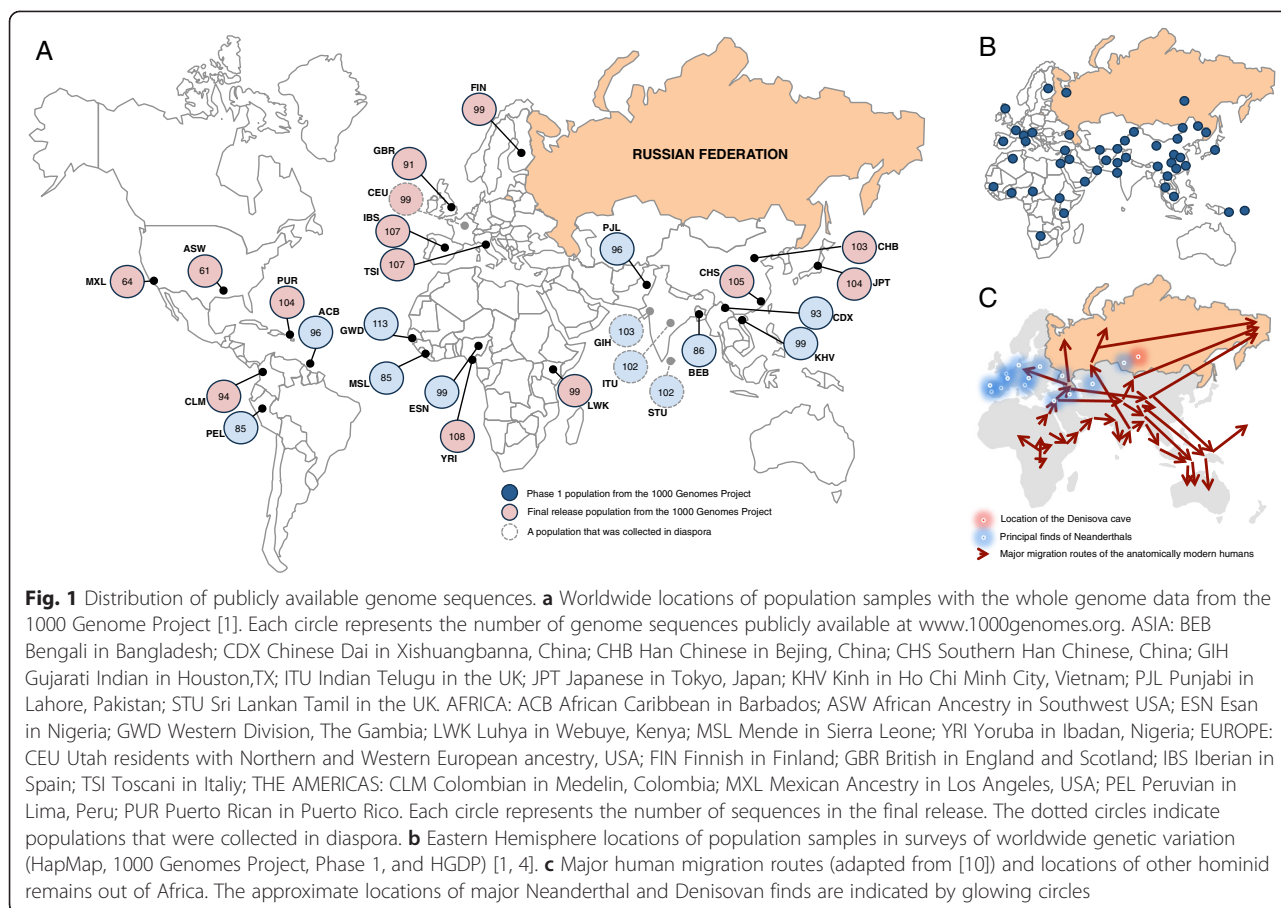 A
FIN
99
GBR
91
CEU
99
IBS
107
TSI
107
RUSSIAN FEDERATION
PJL
96
CHB
103
CHS
105
JPT
104
MXL
64
ASW
61
PUR
104
ACB
96
GWD
113
MSL
85
ESN
99
YRI
108
LWK
99
GIH
103
ITU
102
STU
102
BEB
86
CDX
93
KHV
99
CLM
94
PEL
85
Phase 1 population from the 1000 Genomes Project
Final release population from the 1000 Genomes Project
A population that was collected in diaspora
B
C
Location of the Denisova cave
Principal finds of Neanderthals
Major migration routes of the anatomically modern humans
Fig. 1 Distribution of publicly available genome sequences. a Worldwide locations of population samples with the whole genome data from the
1000 Genome Project [1]. Each circle represents the number of genome sequences publicly available at www.1000genomes.org. ASIA: BEB
Bengali in Bangladesh; CDX Chinese Dai in Xishuangbanna, China; CHB Han Chinese in Bejing, China; CHS Southern Han Chinese, China; GIH
Gujarati Indian in Houston,TX; ITU Indian Telugu in the UK; JPT Japanese in Tokyo, Japan; KHV Kinh in Ho Chi Minh City, Vietnam; PJL Punjabi in
Lahore, Pakistan; STU Sri Lankan Tamil in the UK. AFRICA: ACB African Caribbean in Barbados; ASW African Ancestry in Southwest USA; ESN Esan
in Nigeria; GWD Western Division, The Gambia; LWK Luhya in Webuye, Kenya; MSL Mende in Sierra Leone; YRI Yoruba in Ibadan, Nigeria; EUROPE:
CEU Utah residents with Northern and Western European ancestry, USA; FIN Finnish in Finland; GBR British in England and Scotland; IBS Iberian in
Spain; TSI Toscani in Italiy; THE AMERICAS: CLM Colombian in Medelin, Colombia; MXL Mexican Ancestry in Los Angeles, USA; PEL Peruvian in
Lima, Peru; PUR Puerto Rican in Puerto Rico. Each circle represents the number of sequences in the final release. The dotted circles indicate
populations that were collected in diaspora. b Eastern Hemisphere locations of population samples in surveys of worldwide genetic variation
(HapMap, 1000 Genomes Project, Phase 1, and HGDP) [1, 4]. c Major human migration routes (adapted from [10]) and locations of other hominid
remains out of Africa. The approximate locations of major Neanderthal and Denisovan finds are indicated by glowing circles